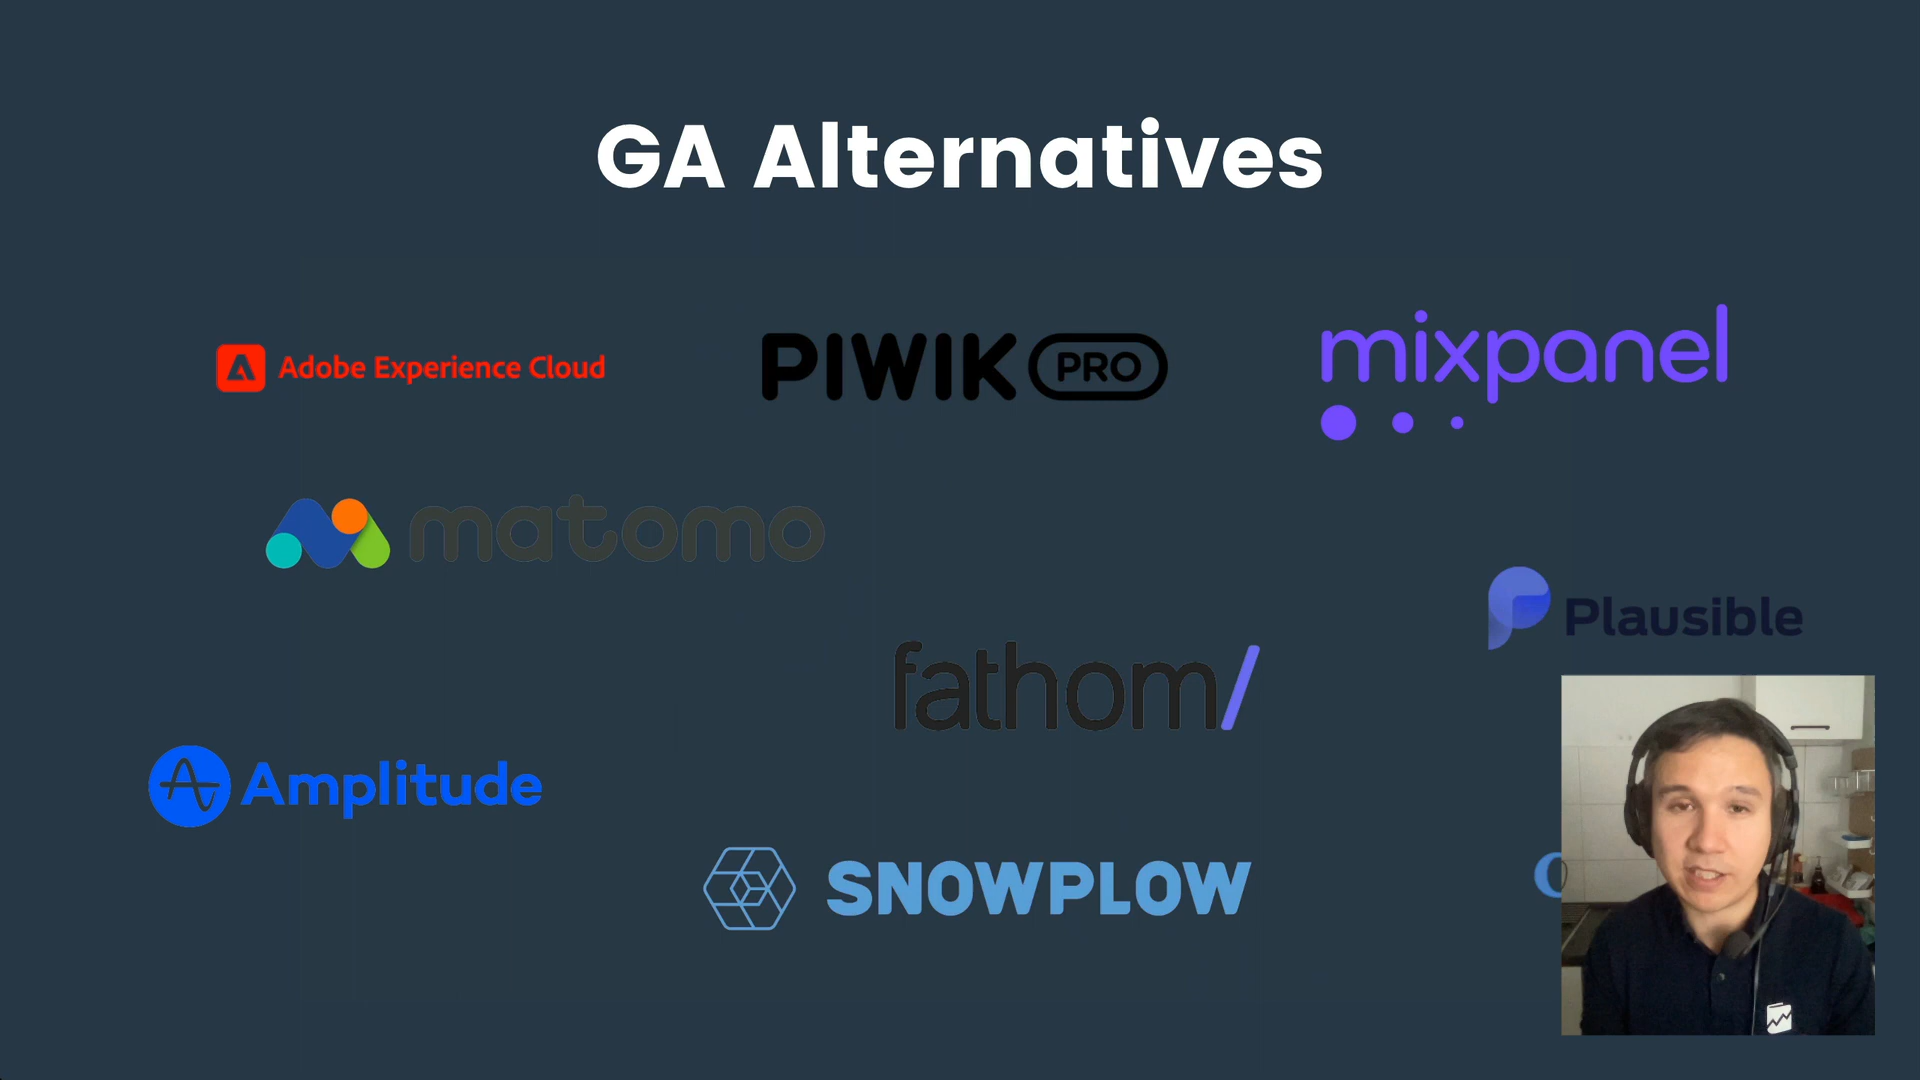 GA Alternatives
Adobe Experience Cloud
PIWIK PRO
mixpanel
matomo
Plausible
fathom/
Amplitude
SNOWPLOW